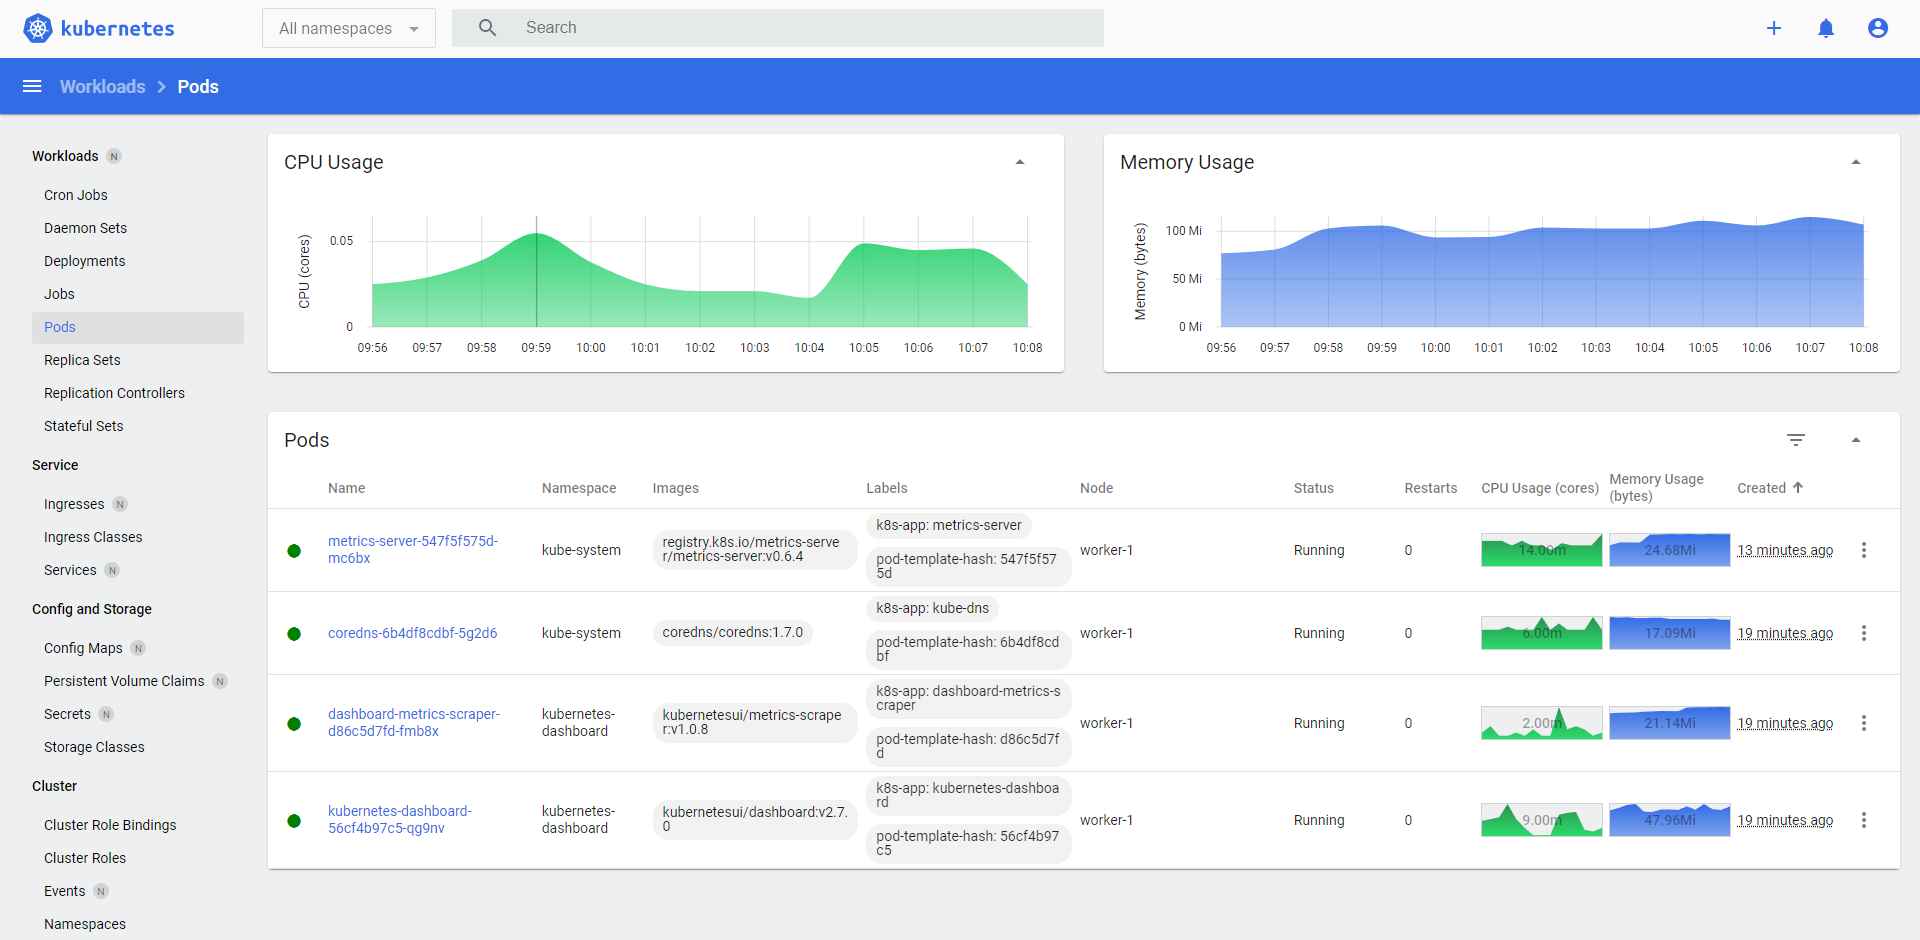 kubernetes
All namespaces
Search
Workloads
Pods
Workloads N
Cron Jobs
Daemon Sets
Deployments
Jobs
Pods
Replica Sets
Replication Controllers
Stateful Sets
Service
Ingresses N
Ingress Classes
Services N
Config and Storage
Config Maps N
Persistent Volume Claims N
Secrets N
Storage Classes
Cluster
Cluster Role Bindings
Cluster Roles
Events N
Namespaces
CPU Usage
CPU (cores)
0.05
0
09:56 09:57 09:58 09:59 10:00 10:01 10:02 10:03 10:04 10:05 10:06 10:07 10:08
Memory Usage
Memory (bytes)
100 Mi
50 Mi
0 Mi
09:56 09:57 09:58 09:59 10:00 10:01 10:02 10:03 10:04 10:05 10:06 10:07 10:08
Pods
Name Namespace Images Labels Node Status Restarts CPU Usage (cores) Memory Usage
(bytes) Created
metrics-server-547f5f575d-
mc6bx
kube-system
registry.k8s.io/metrics-serve
r/metrics-server:v0.6.4
k8s-app: metrics-server
pod-template-hash: 547f5f57
5d
worker-1
Running
0
14.00m
24.68Mi
13 minutes ago
coredns-6b4df8cdbf-5g2d6
kube-system
coredns/coredns:1.7.0
k8s-app: kube-dns
pod-template-hash: 6b4df8cd
bf
worker-1
Running
0
6.00m
17.09Mi
19 minutes ago
dashboard-metrics-scraper-
d86c5d7fd-fmb8x
kubernetes-
dashboard
kubernetesui/metrics-scrape
r:v1.0.8
k8s-app: dashboard-metrics-s
craper
pod-template-hash: d86c5d7f
d
worker-1
Running
0
2.00m
21.14Mi
19 minutes ago
kubernetes-dashboard-
56cf4b97c5-qg9nv
kubernetes-
dashboard
kubernetesui/dashboard:v2.7.
0
k8s-app: kubernetes-dashboa
rd
pod-template-hash: 56cf4b97
c5
worker-1
Running
0
9.00m
47.96Mi
19 minutes ago